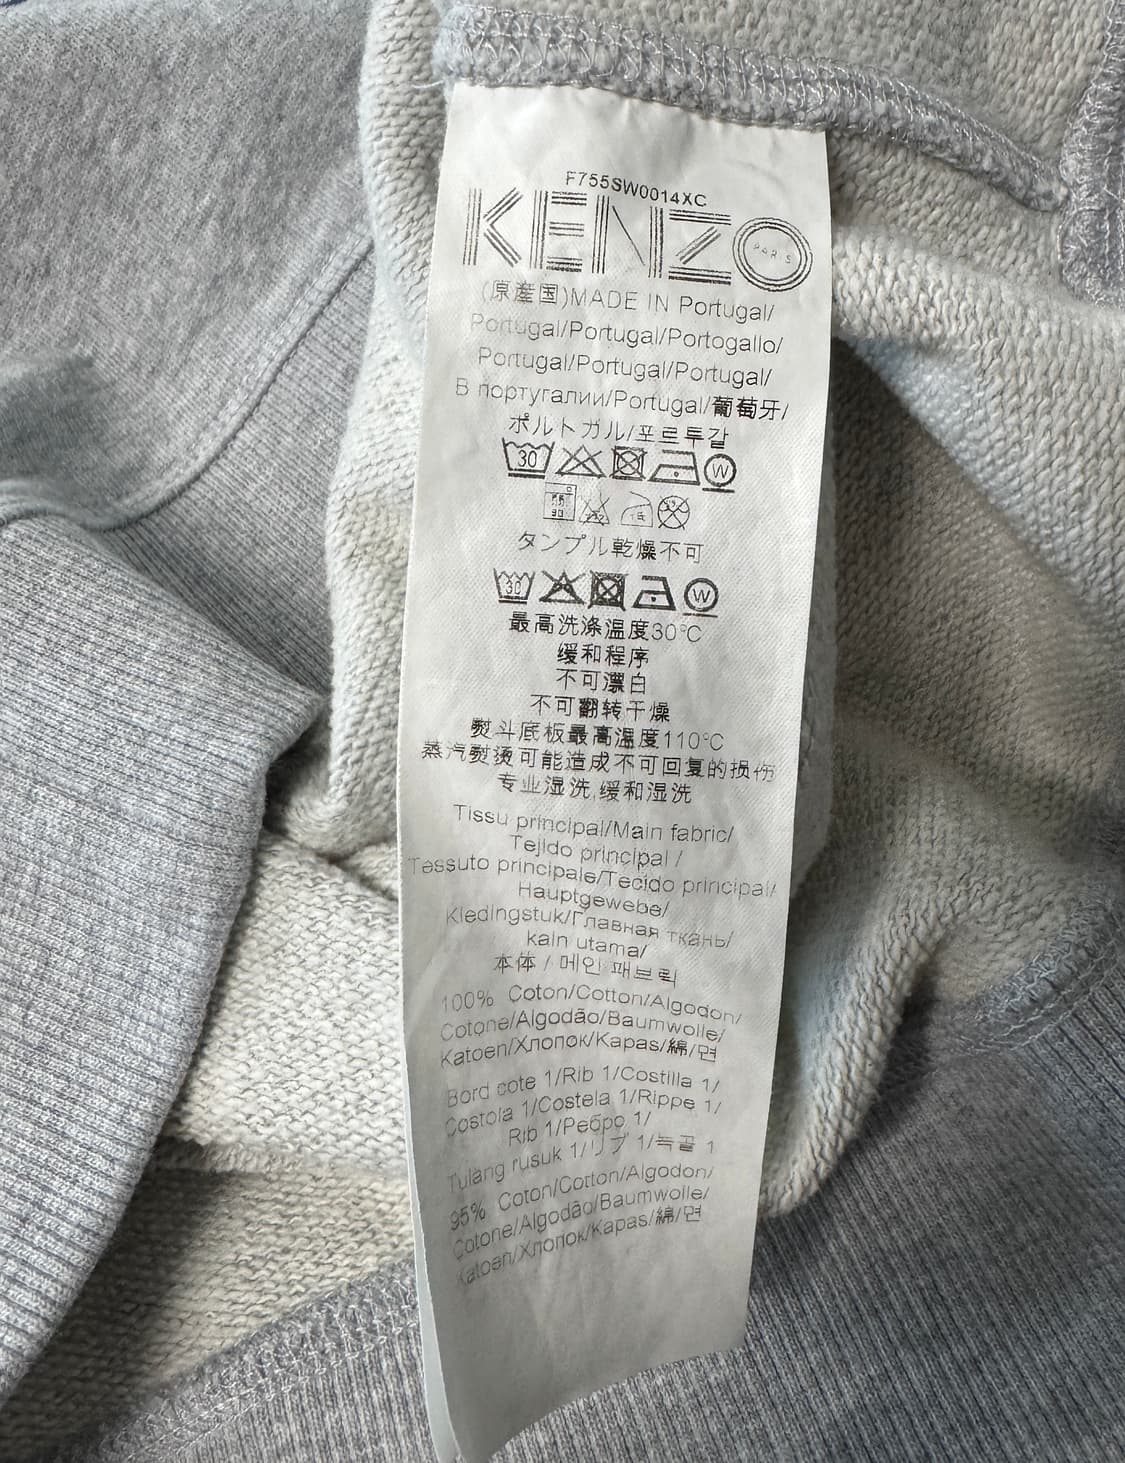 F755SW0014XC
KENZO
PARIS
(原産国)MADE IN Portugal/
Portugal/Portugal/Portogallo/
Portugal/Portugal/Portugal/
В португалии/Portugal/葡萄牙/
ポルトガル/포르투갈
30 W
タンブル乾燥不可
30 W
最高洗涤温度30°C
缓和程序
不可漂白
不可翻转干燥
熨斗底板最高温度110°C
蒸汽熨烫可能造成不可回复的损伤
专业湿洗,缓和湿洗
Tissu principal/Main fabric/
Tejido principal /
Tessuto principale/Tecido principal/
Hauptgewebe/
Kledingstuk/Главная ткань/
kain utama/
本体 / 메인 패브릭
100% Coton/Cotton/Algodon/
Cotone/Algodão/Baumwolle/
Katoen/Хлопок/Kapas/綿/면
Bord cote 1/Rib 1/Costilla 1/
Costola 1/Costela 1/Rippe 1/
Rib 1/Ребро 1/
Tulang rusuk 1/リブ 1/늑골 1
95% Coton/Cotton/Algodon/
Cotone/Algodão/Baumwolle/
Katoen/Хлопок/Kapas/綿/면